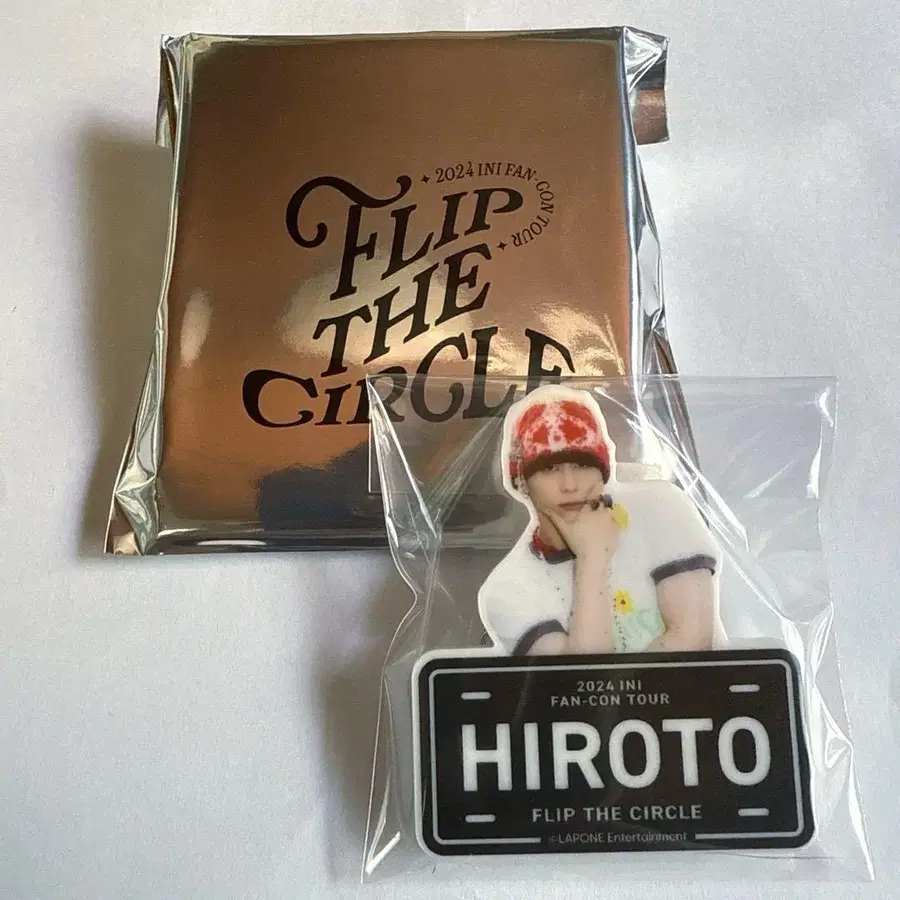 2024 INI FAN-CON TOUR
FLIP
THE
CIRCLE
2024 INI
FAN-CON TOUR
HIROTO
FLIP THE CIRCLE
©LAPONE Entertainment